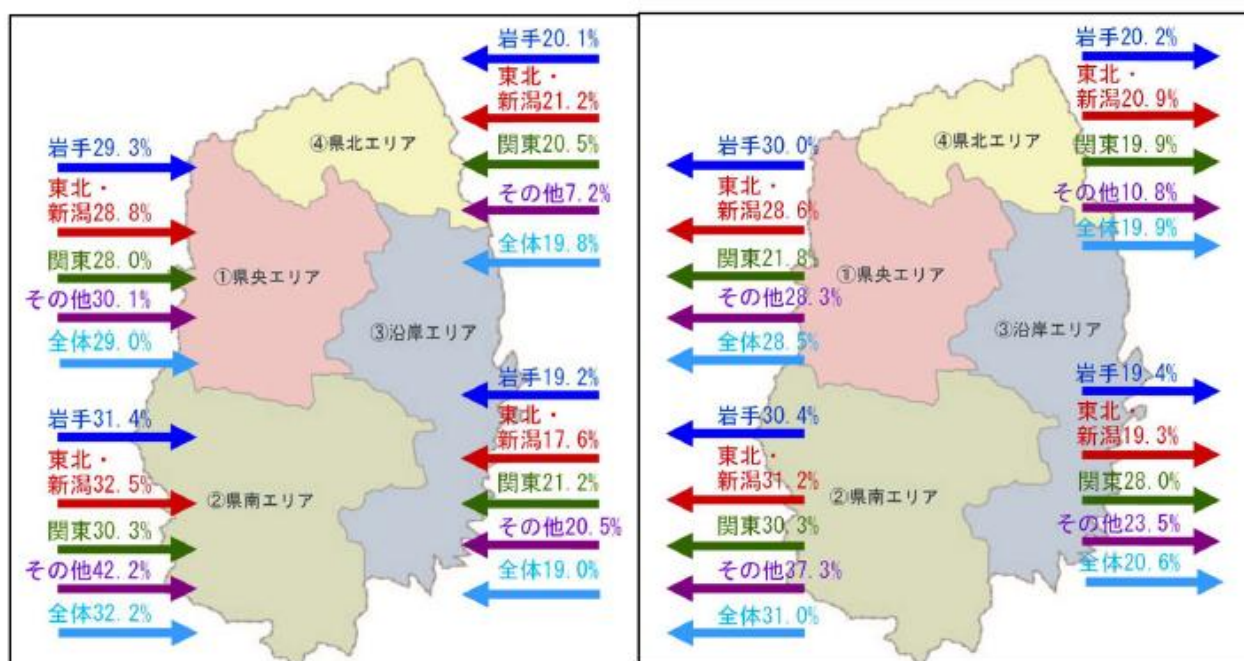 岩手20.1%
東北・
新潟21.2%
関東20.5%
その他7.2%
全体19.8%
④県北エリア
岩手29.3%
東北・
新潟28.8%
関東28.0%
その他30.1%
全体29.0%
①県央エリア
③沿岸エリア
岩手31.4%
東北・
新潟32.5%
関東30.3%
その他42.2%
全体32.2%
②県南エリア
岩手19.2%
東北・
新潟17.6%
関東21.2%
その他20.5%
全体19.0%
岩手20.2%
東北・
新潟20.9%
関東19.9%
その他10.8%
全体19.9%
④県北エリア
岩手30.0%
東北・
新潟28.6%
関東21.8%
その他28.3%
全体28.5%
①県央エリア
③沿岸エリア
岩手30.4%
東北・
新潟31.2%
関東30.3%
その他37.3%
全体31.0%
②県南エリア
岩手19.4%
東北・
新潟19.3%
関東28.0%
その他23.5%
全体20.6%